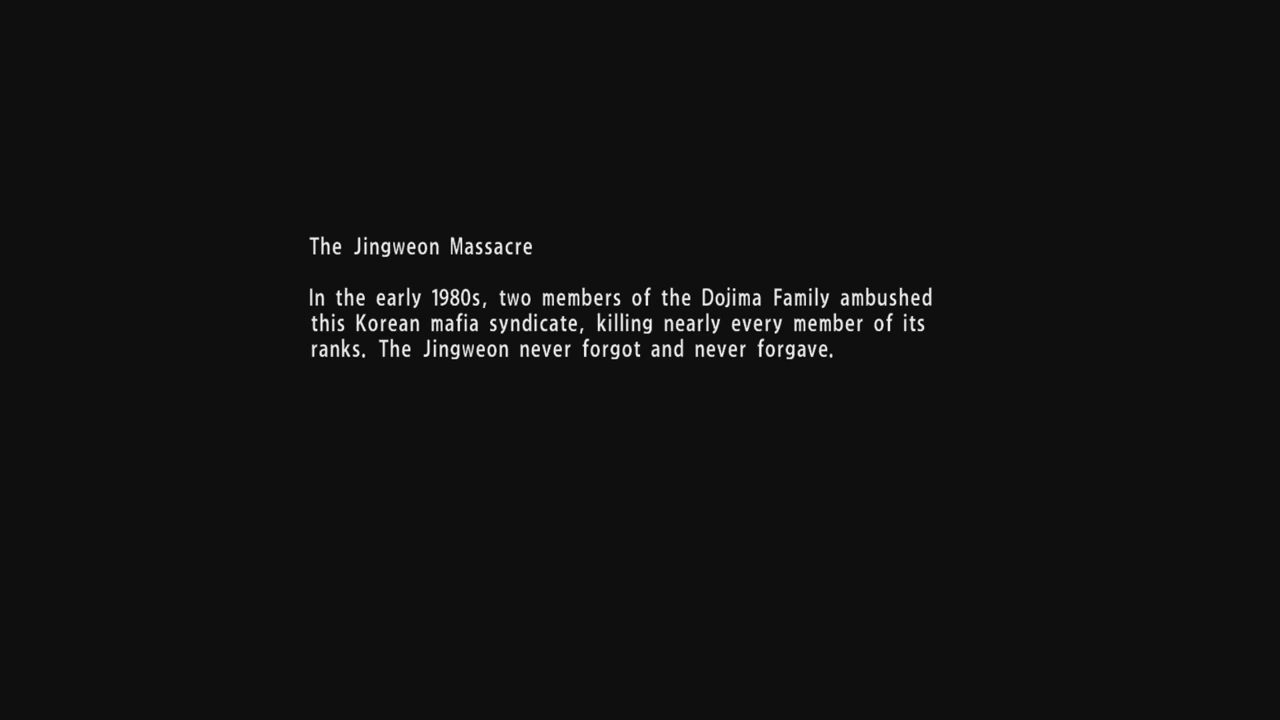 The Jingweon Massacre
In the early 1980s, two members of the Dojima Family ambushed
this Korean mafia syndicate, killing nearly every member of its
ranks. The Jingweon never forgot and never forgave.